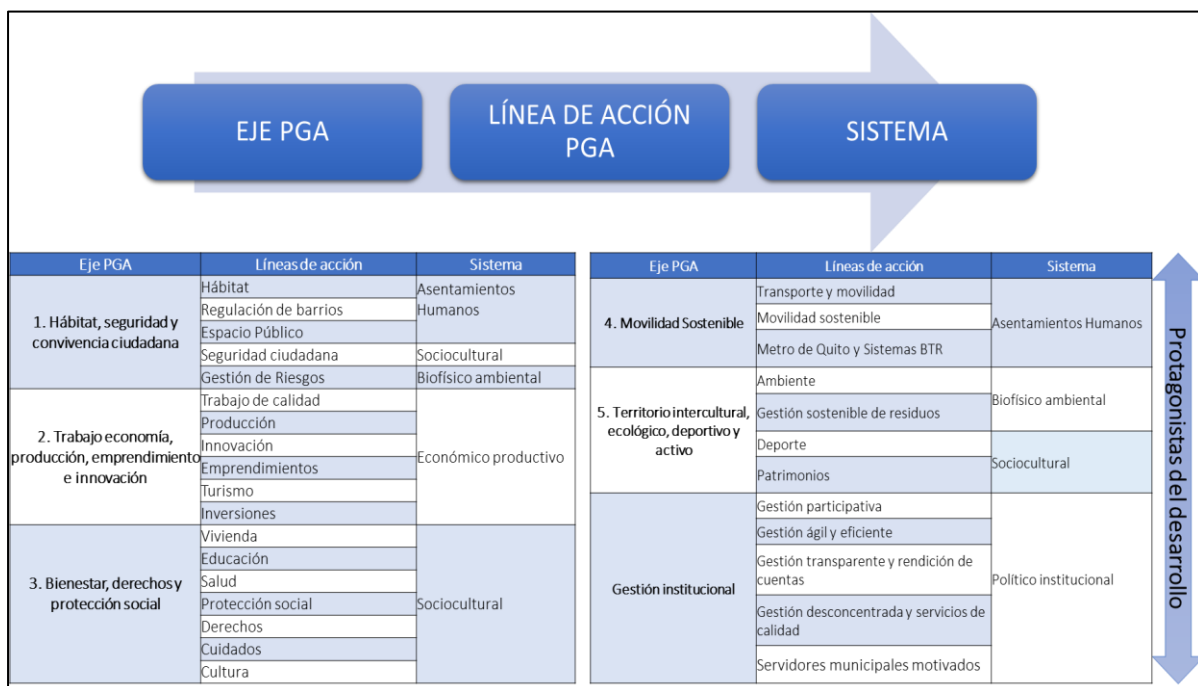 EJE PGA
LÍNEA DE ACCIÓN
PGA
SISTEMA
Eje PGA
Líneas de acción
Sistema
1. Hábitat, seguridad y
convivencia ciudadana
Hábitat
Regulación de barrios
Espacio Público
Asentamientos
Humanos
Seguridad ciudadana
Sociocultural
Gestión de Riesgos
Biofísico ambiental
2. Trabajo economía,
producción, emprendimiento
e innovación
Trabajo de calidad
Producción
Innovación
Emprendimientos
Turismo
Inversiones
Económico productivo
3. Bienestar, derechos y
protección social
Vivienda
Educación
Salud
Protección social
Derechos
Cuidados
Cultura
Sociocultural
Eje PGA
Líneas de acción
Sistema
4. Movilidad Sostenible
Transporte y movilidad
Movilidad sostenible
Metro de Quito y Sistemas BTR
Asentamientos Humanos
5. Territorio intercultural,
ecológico, deportivo y
activo
Ambiente
Gestión sostenible de residuos
Biofísico ambiental
Deporte
Patrimonios
Sociocultural
Gestión institucional
Gestión participativa
Gestión ágil y eficiente
Gestión transparente y rendición de
cuentas
Gestión desconcentrada y servicios de
calidad
Servidores municipales motivados
Político institucional
Protagonistas del desarrollo